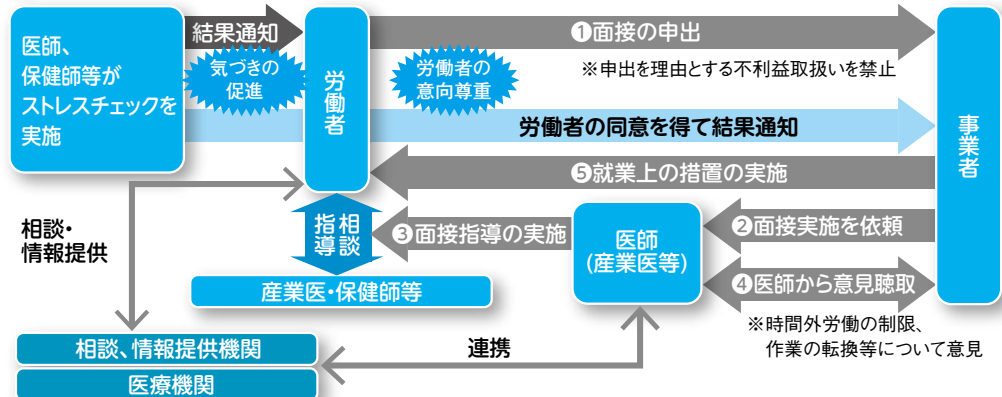 医師、
保健師等が
ストレスチェックを
実施
結果通知
気づきの
促進
労働者
労働者の
意向尊重
❶面接の申出
※申出を理由とする不利益取扱いを禁止
労働者の同意を得て結果通知
事業者
❺就業上の措置の実施
相談・
情報提供
相談
指導
❸面接指導の実施
医師
(産業医等)
❷面接実施を依頼
❹医師から意見聴取
※時間外労働の制限、
作業の転換等について意見
産業医・保健師等
相談、情報提供機関
医療機関
連携